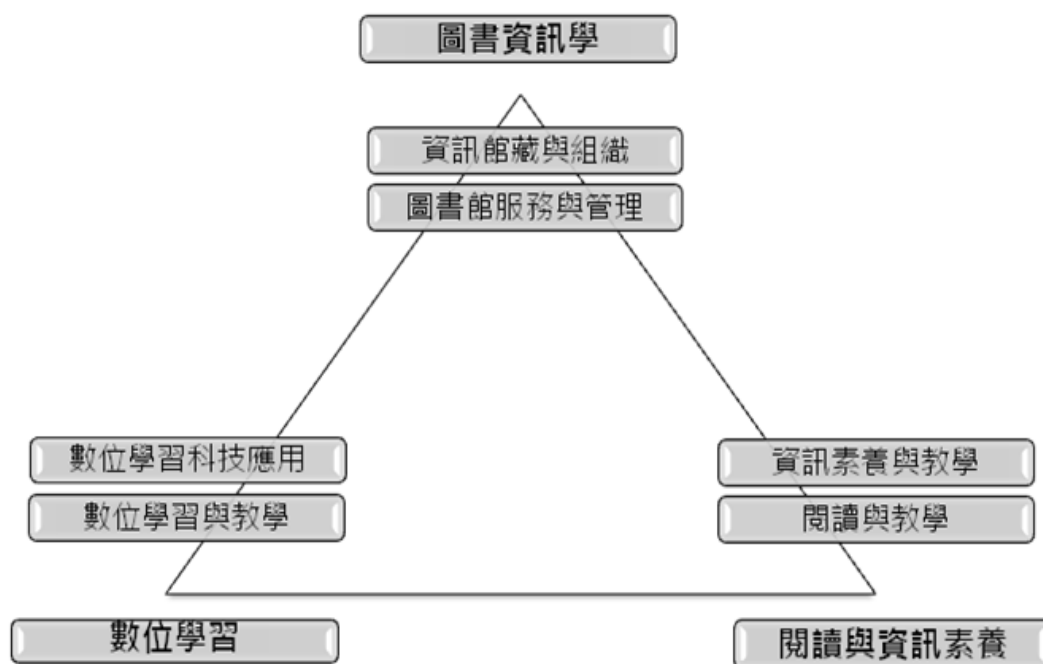 圖書資訊學
資訊館藏與組織
圖書館服務與管理
數位學習科技應用
數位學習與教學
資訊素養與教學
閱讀與教學
數位學習
閱讀與資訊素養